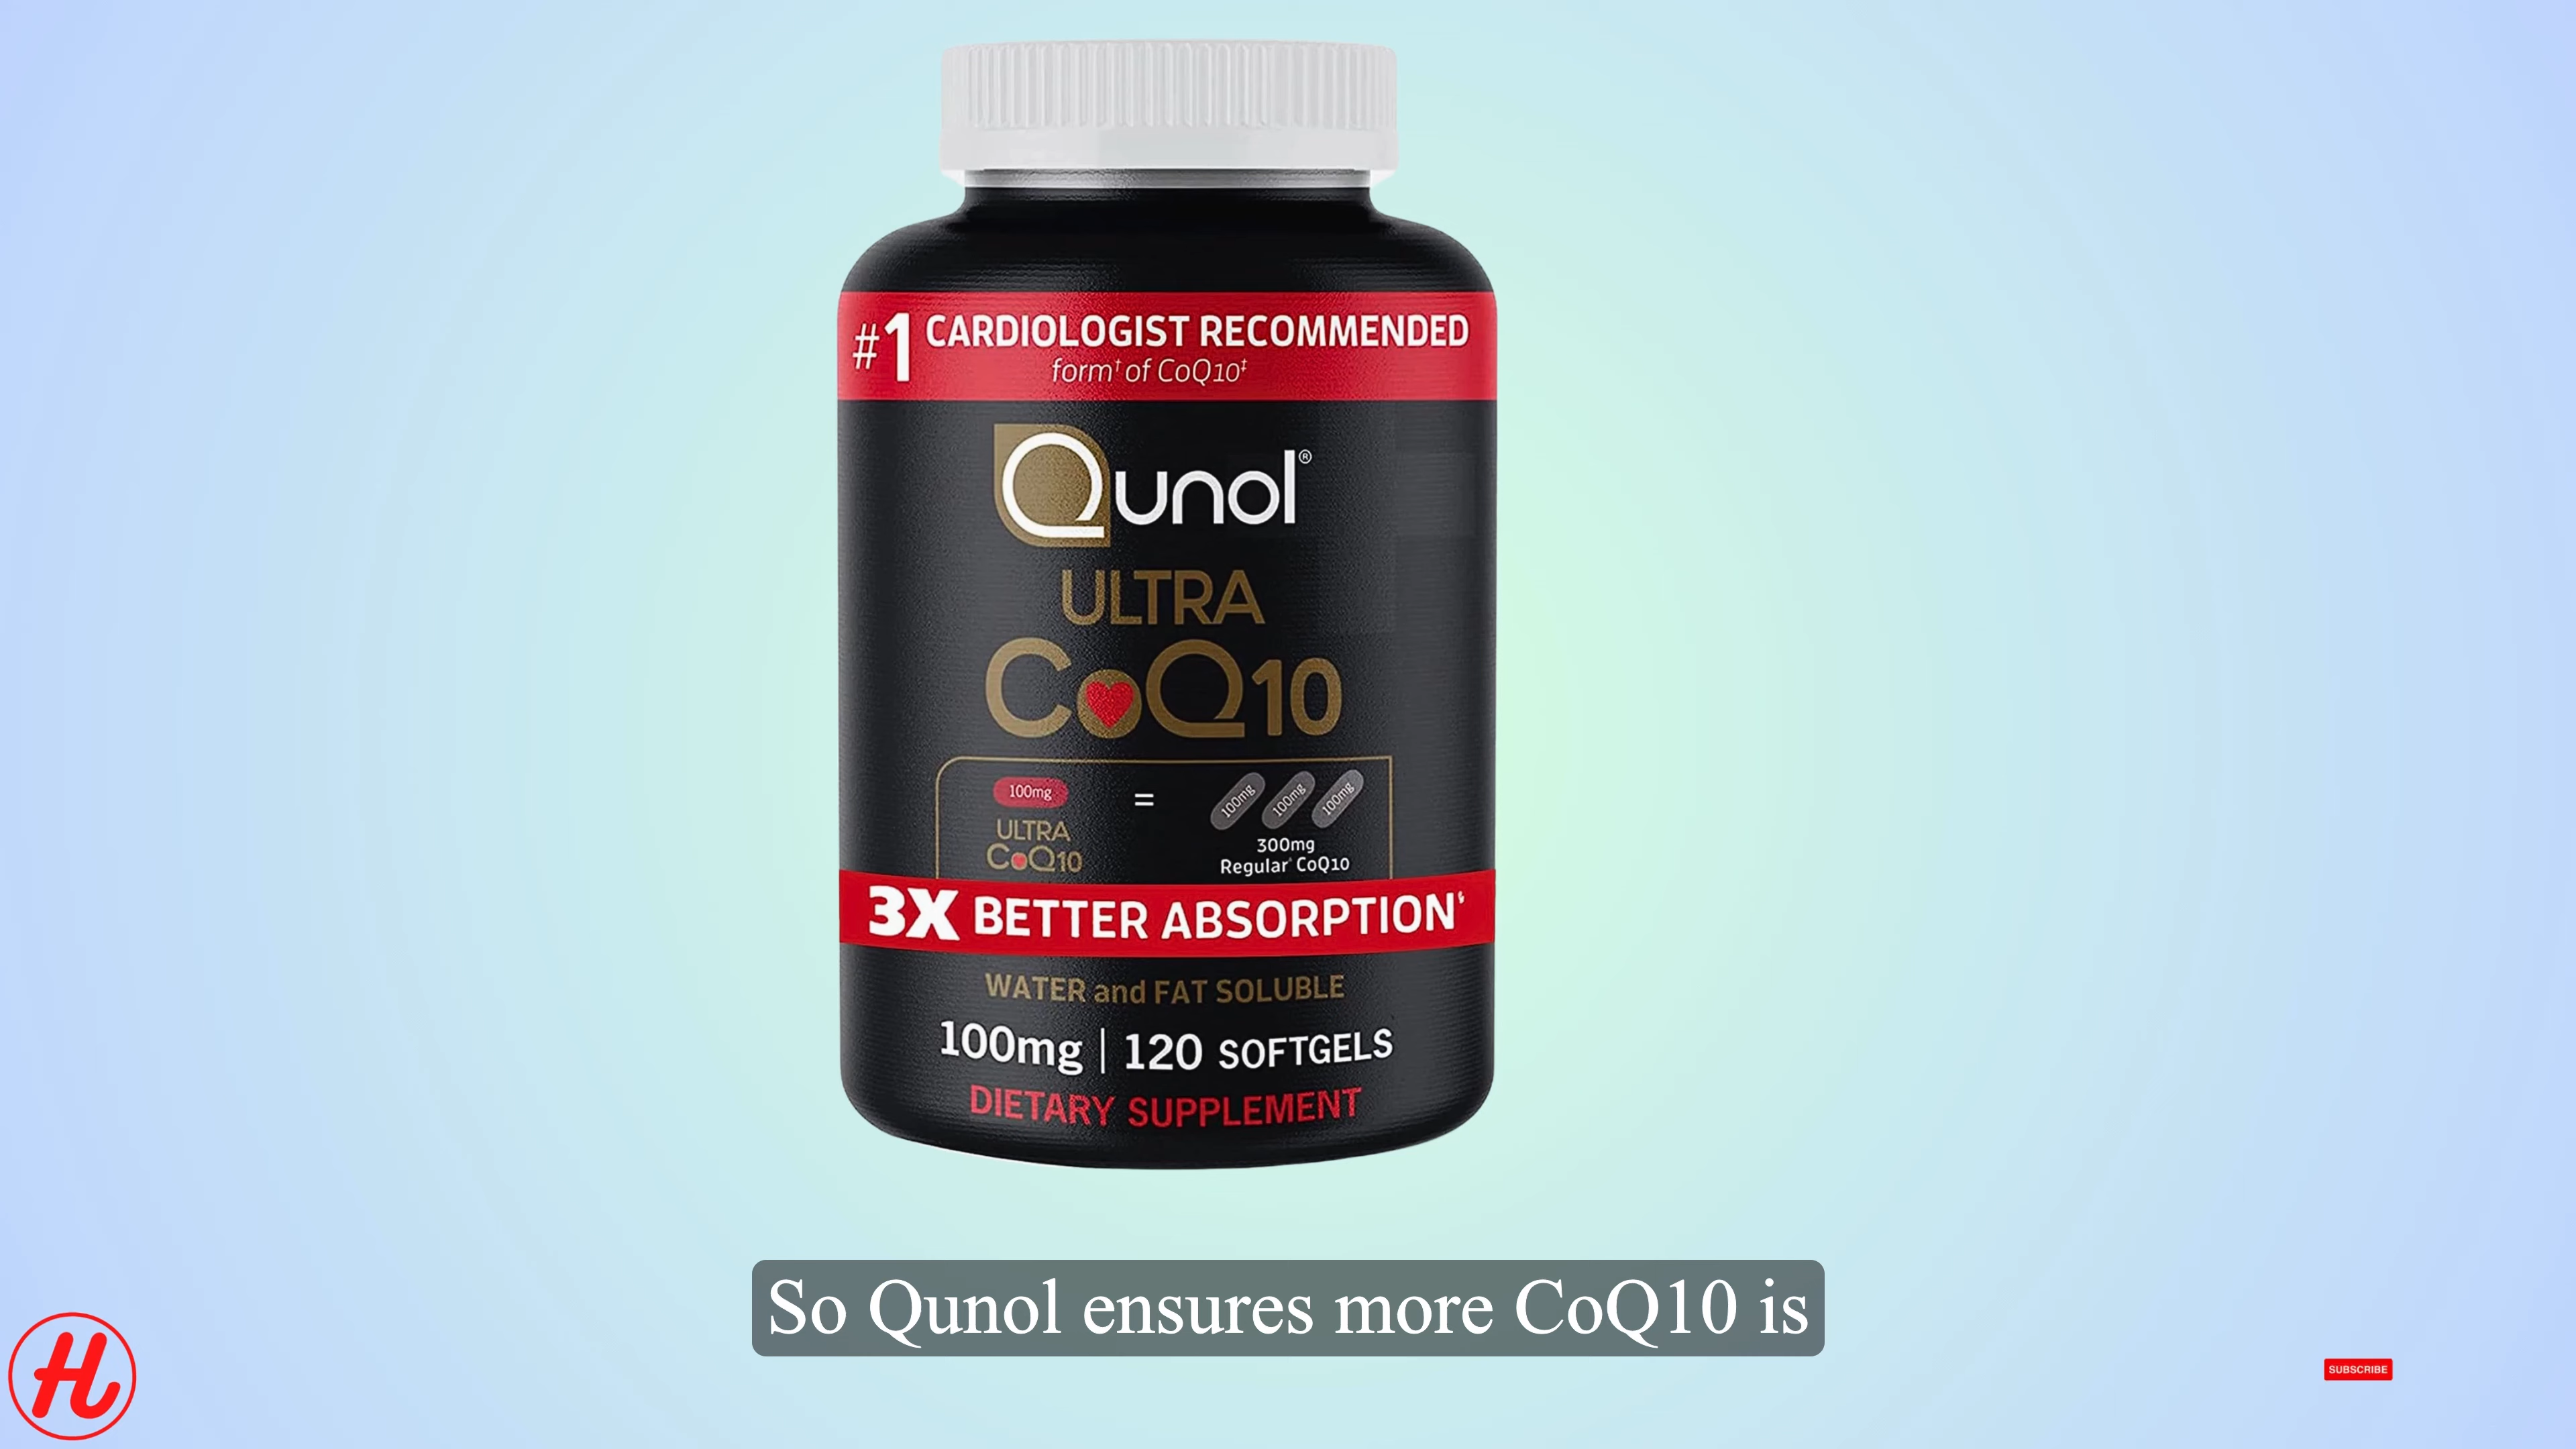 #1 CARDIOLOGIST RECOMMENDED
form† of CoQ10‡
Qunol®
ULTRA
CoQ10
100mg = 100mg 100mg 100mg
ULTRA
CoQ10
300mg
Regular CoQ10
3X BETTER ABSORPTION
WATER and FAT SOLUBLE
100mg | 120 SOFTGELS
DIETARY SUPPLEMENT
So Qunol ensures more CoQ10 is
H
SUBSCRIBE